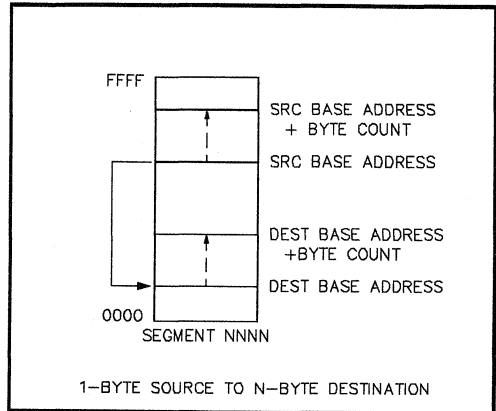 FFFF
SRC BASE ADDRESS
+ BYTE COUNT
SRC BASE ADDRESS
DEST BASE ADDRESS
+BYTE COUNT
DEST BASE ADDRESS
0000
SEGMENT NNNN
1-BYTE SOURCE TO N-BYTE DESTINATION